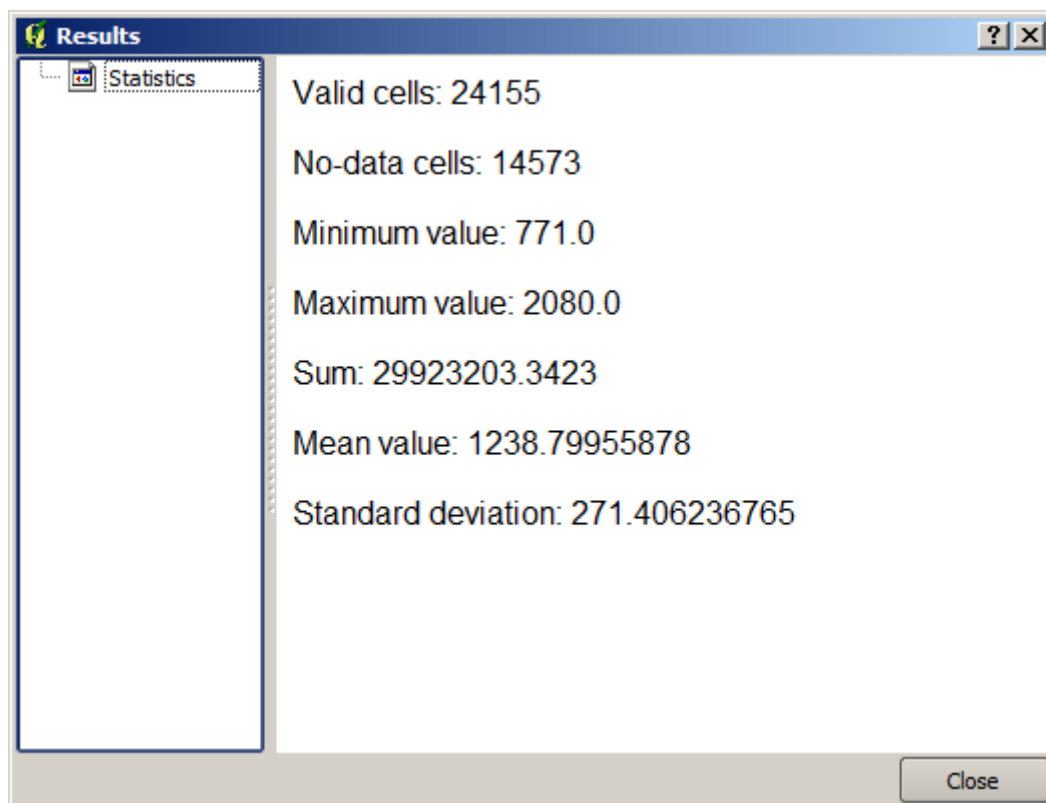 Results
Statistics
Valid cells: 24155
No-data cells: 14573
Minimum value: 771.0
Maximum value: 2080.0
Sum: 29923203.3423
Mean value: 1238.79955878
Standard deviation: 271.406236765
Close